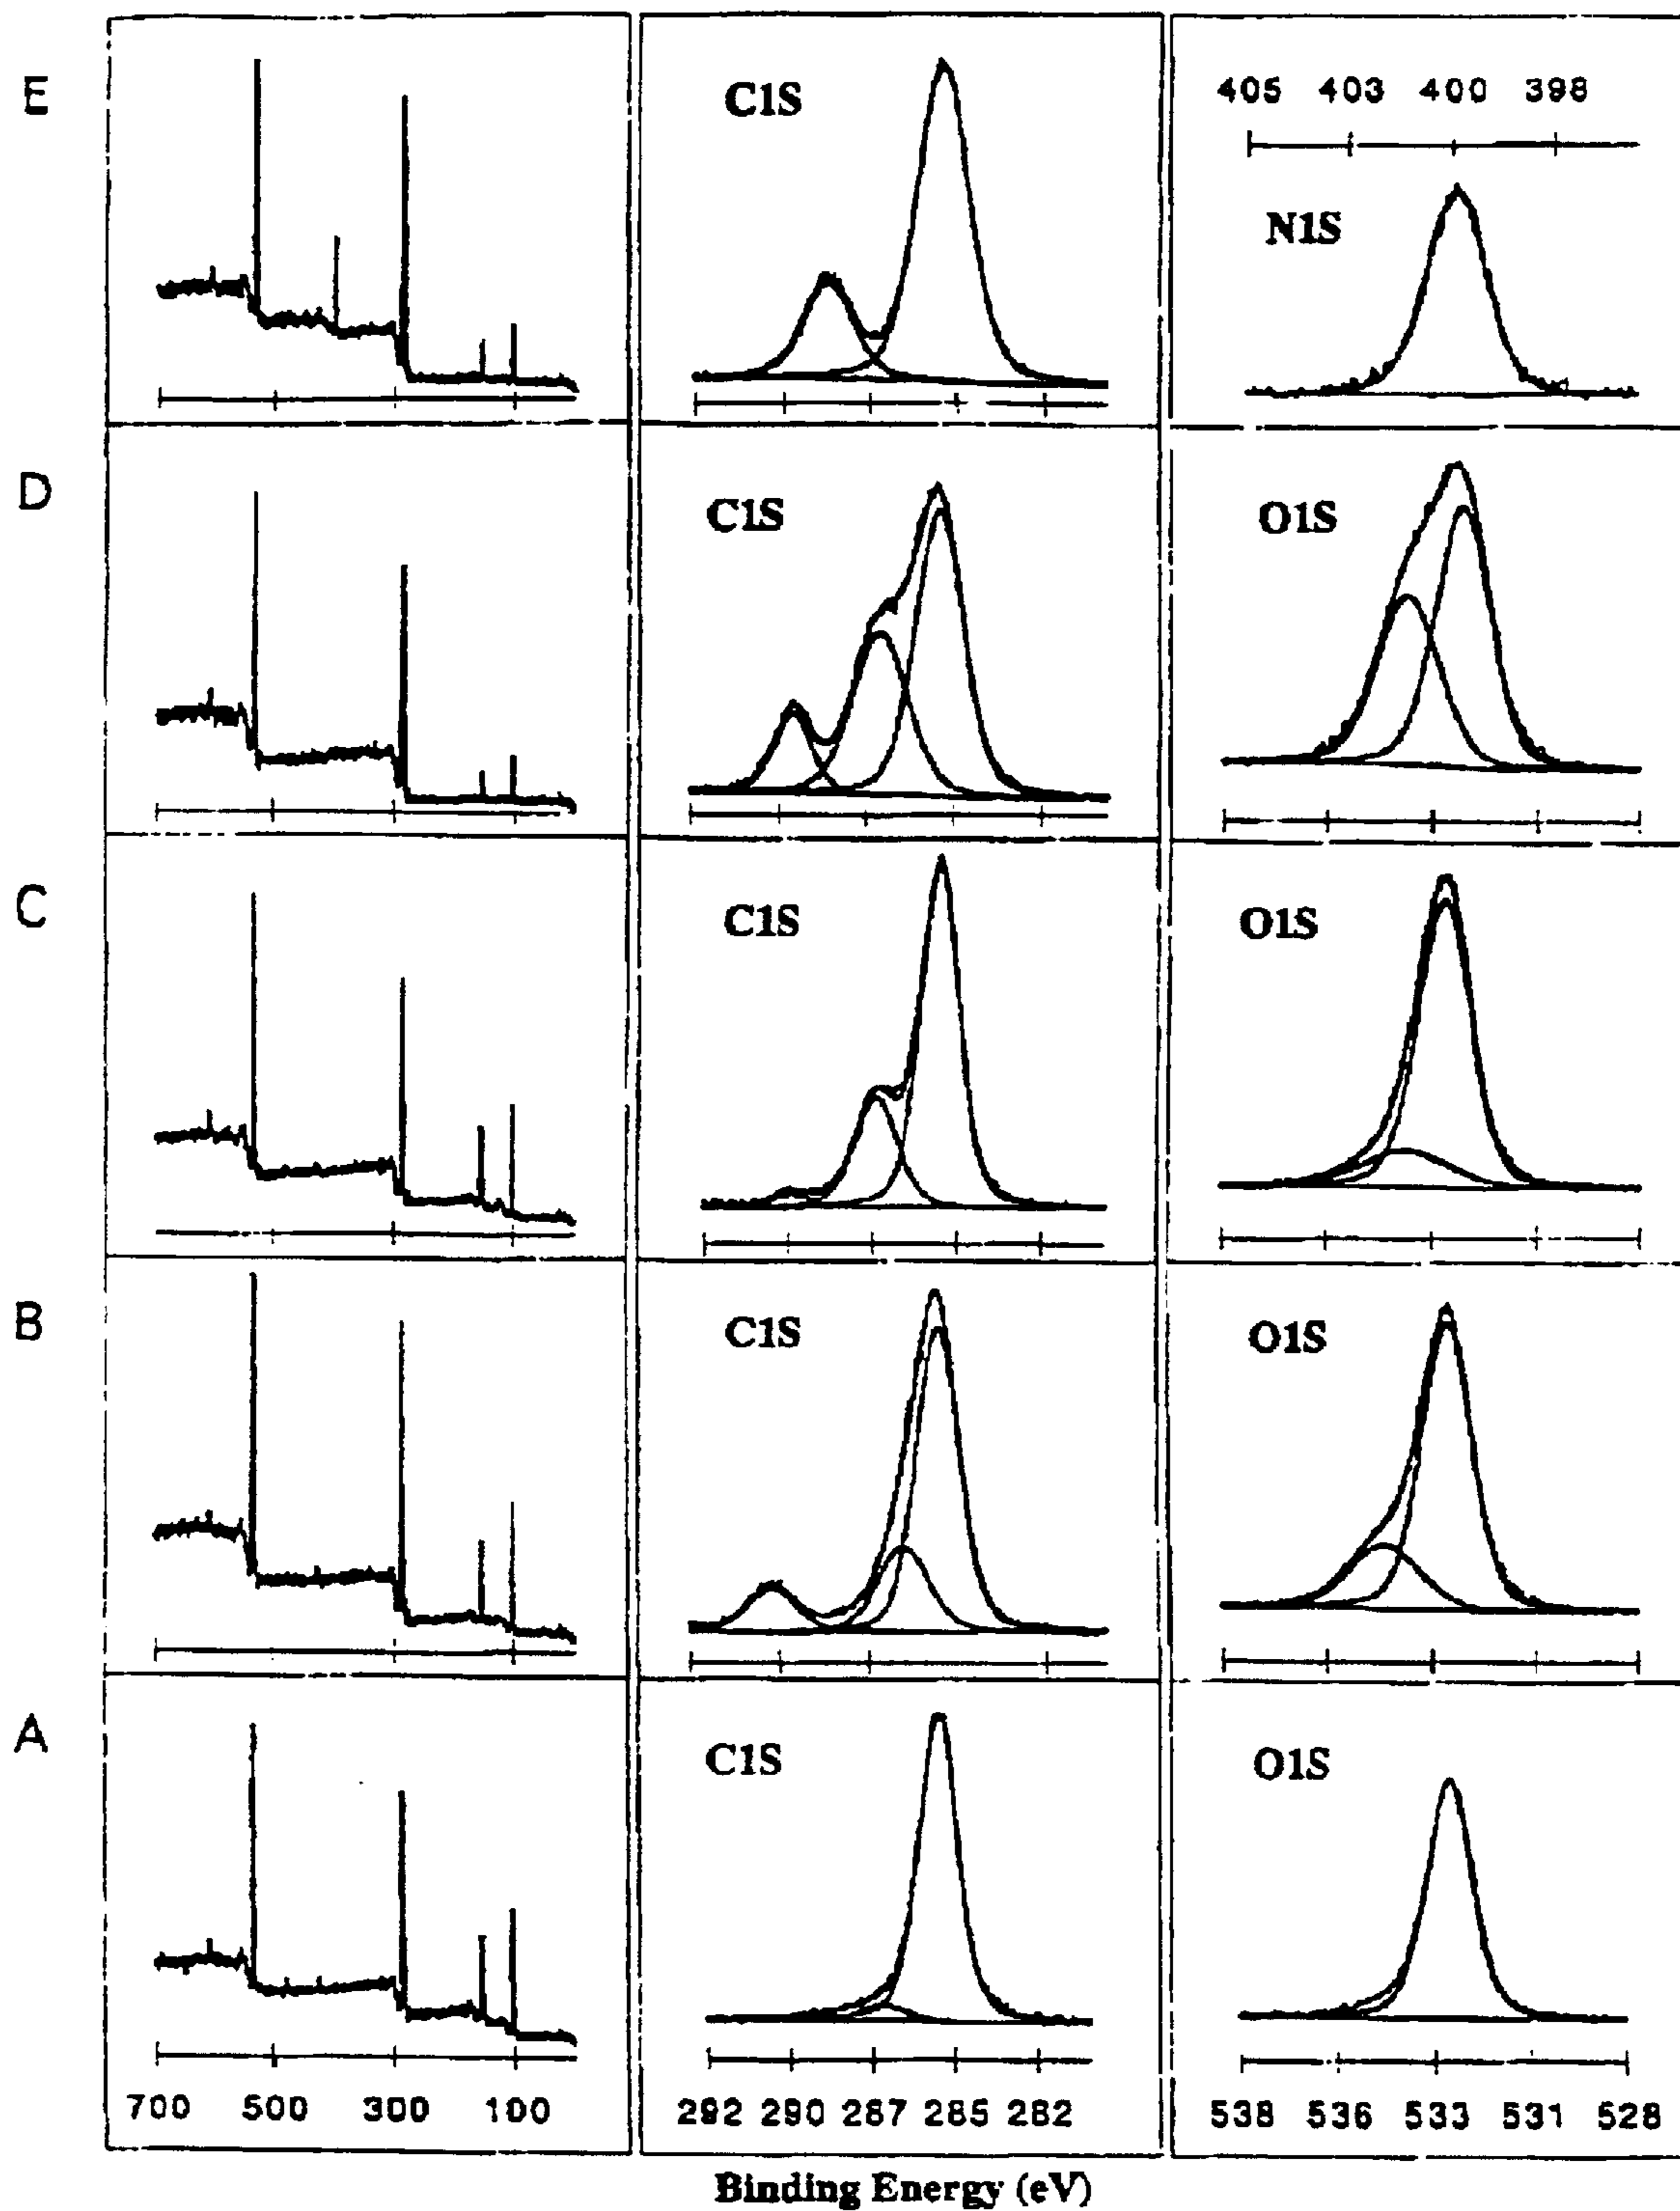 E
C1S
405 403 400 398
N1S
D
C1S
O1S
C
C1S
O1S
B
C1S
O1S
A
C1S
O1S
700 500 300 100
292 290 287 285 282
538 536 533 531 528
Binding Energy (eV)